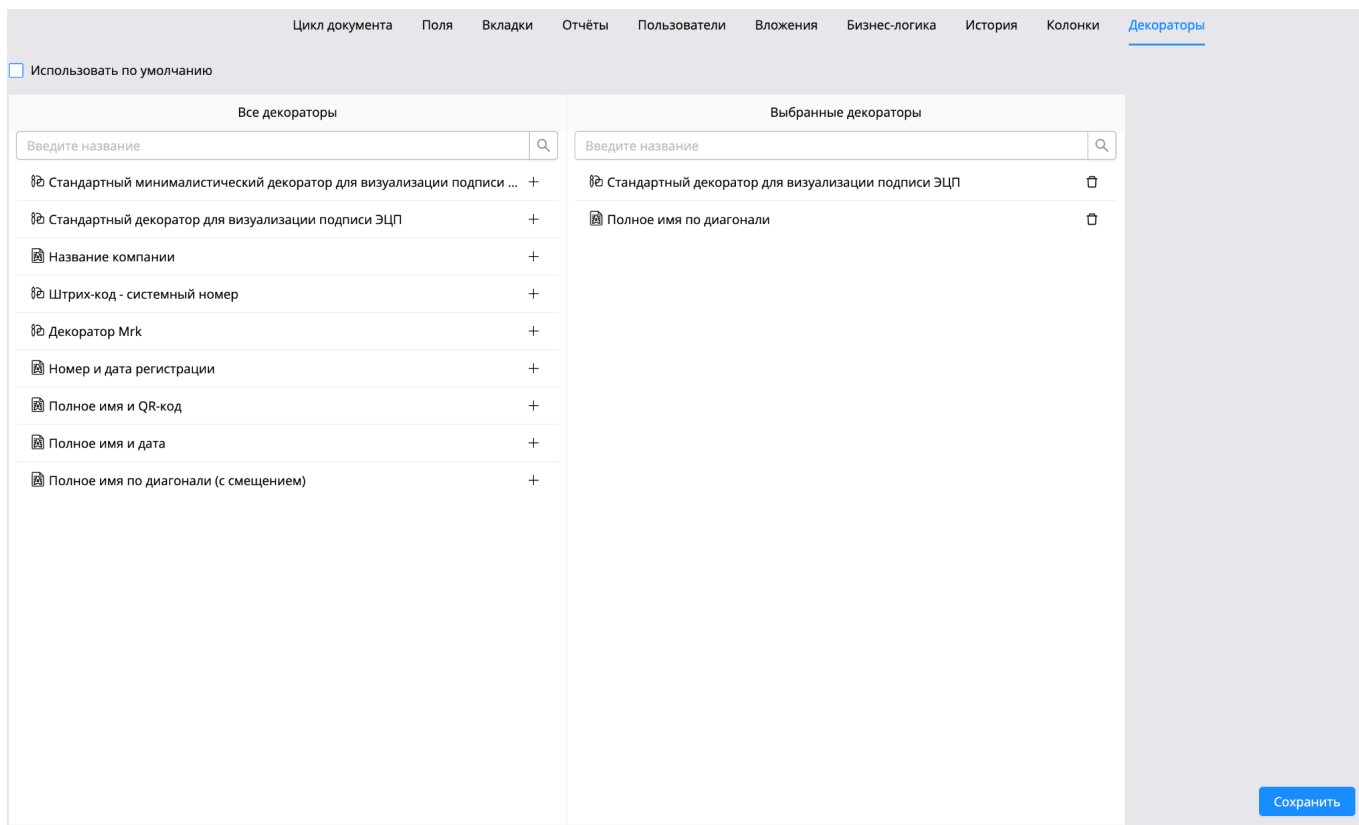 Цикл документа Поля Вкладки Отчёты Пользователи Вложения Бизнес-логика История Колонки Декораторы
Использовать по умолчанию
Все декораторы
Введите название
Стандартный минималистический декоратор для визуализации подписи ...
Стандартный декоратор для визуализации подписи ЭЦП
Название компании
Штрих-код - системный номер
Декоратор Mrk
Номер и дата регистрации
Полное имя и QR-код
Полное имя и дата
Полное имя по диагонали (с смещением)
Выбранные декораторы
Введите название
Стандартный декоратор для визуализации подписи ЭЦП
Полное имя по диагонали
Сохранить